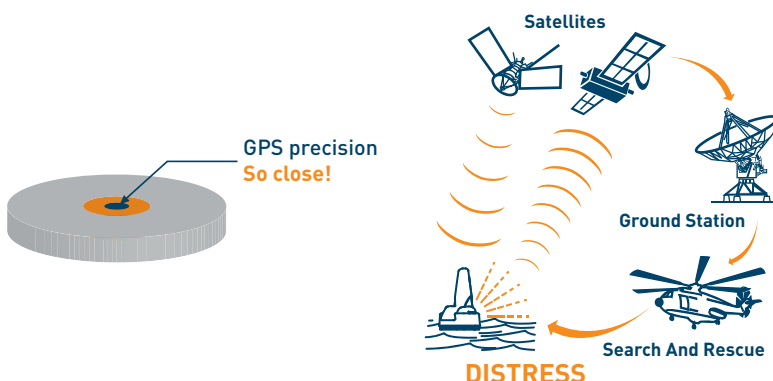 GPS precision
So close!
Satellites
Ground Station
Search And Rescue
DISTRESS